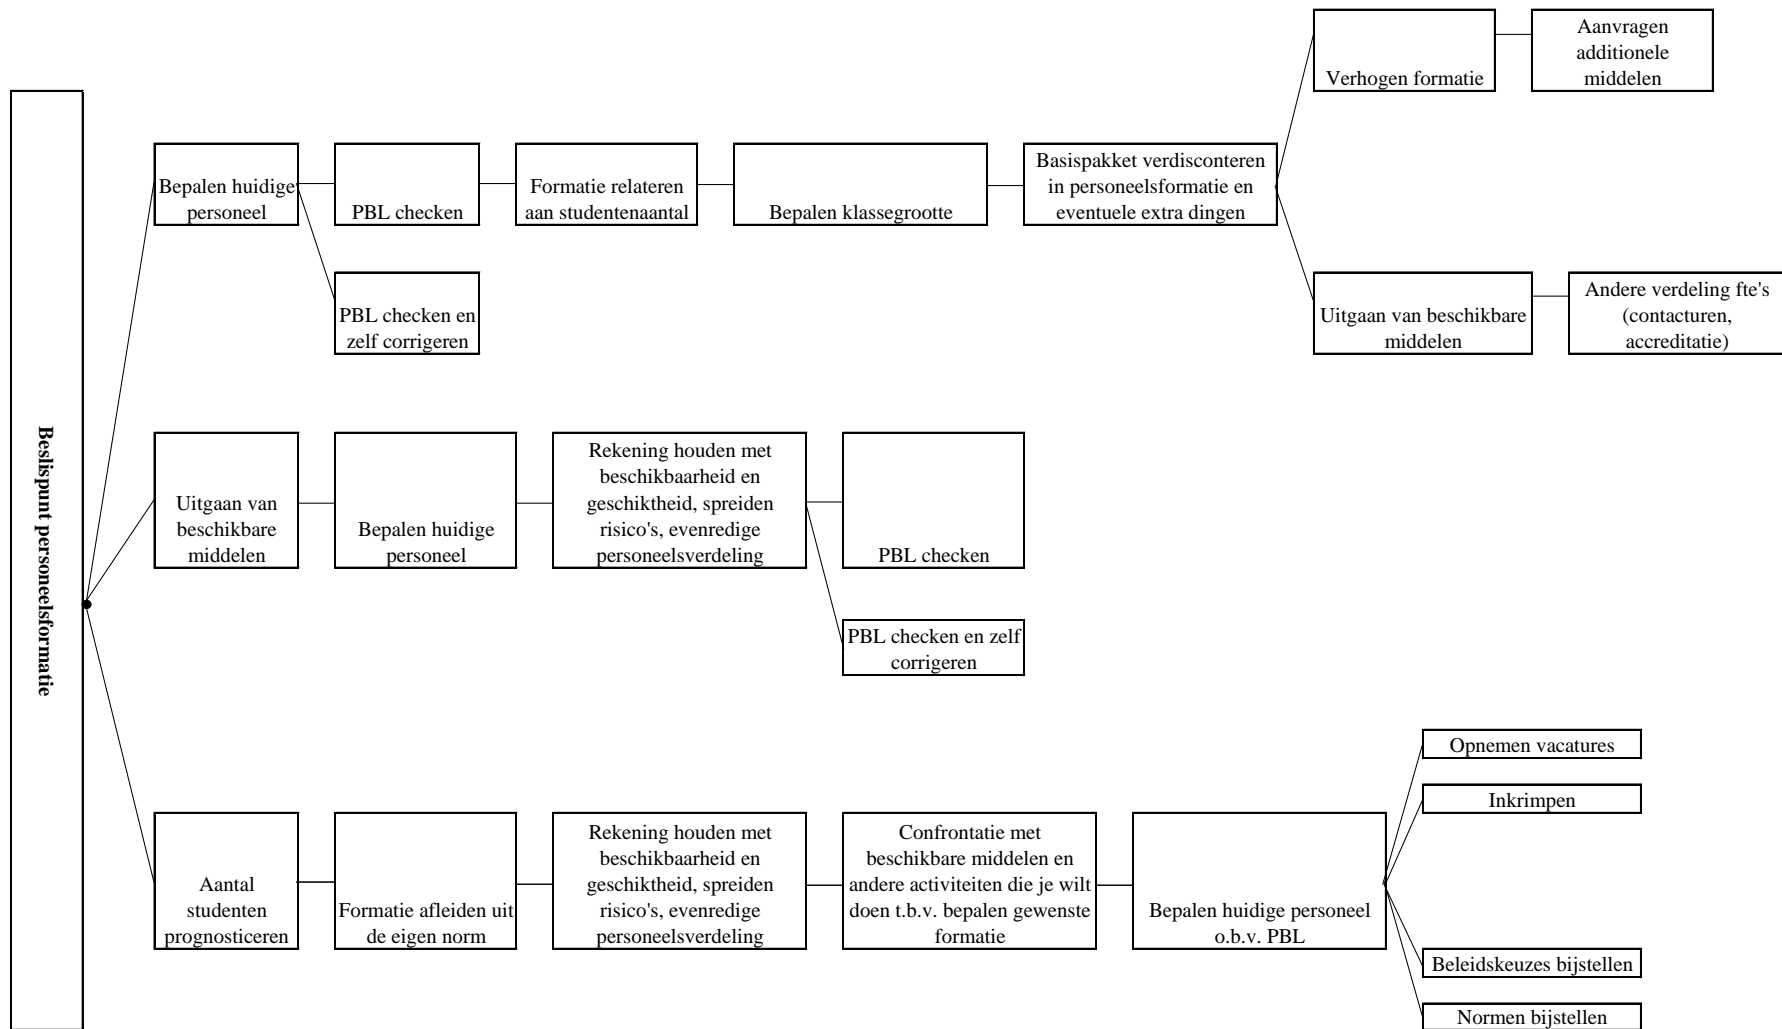 Beslispunt personeelsformatie
Bepalen huidige
personeel
PBL checken
Formatie relateren
aan studentenaantal
Bepalen klassegrootte
Basispakket verdisconteren
in personeelsformatie en
eventuele extra dingen
Verhogen formatie
Aanvragen
additionele
middelen
PBL checken en
zelf corrigeren
Uitgaan van beschikbare
middelen
Andere verdeling fte's
(contacturen,
accreditatie)
Uitgaan van
beschikbare
middelen
Bepalen huidige
personeel
Rekening houden met
beschikbaarheid en
geschiktheid, spreiden
risico's, evenredige
personeelsverdeling
PBL checken
PBL checken en zelf
corrigeren
Aantal
studenten
prognosticeren
Formatie afleiden uit
de eigen norm
Rekening houden met
beschikbaarheid en
geschiktheid, spreiden
risico's, evenredige
personeelsverdeling
Confrontatie met
beschikbare middelen en
andere activiteiten die je wilt
doen t.b.v. bepalen gewenste
formatie
Bepalen huidige personeel
o.b.v. PBL
Opnemen vacatures
Inkrimpen
Beleidskeuzes bijstellen
Normen bijstellen